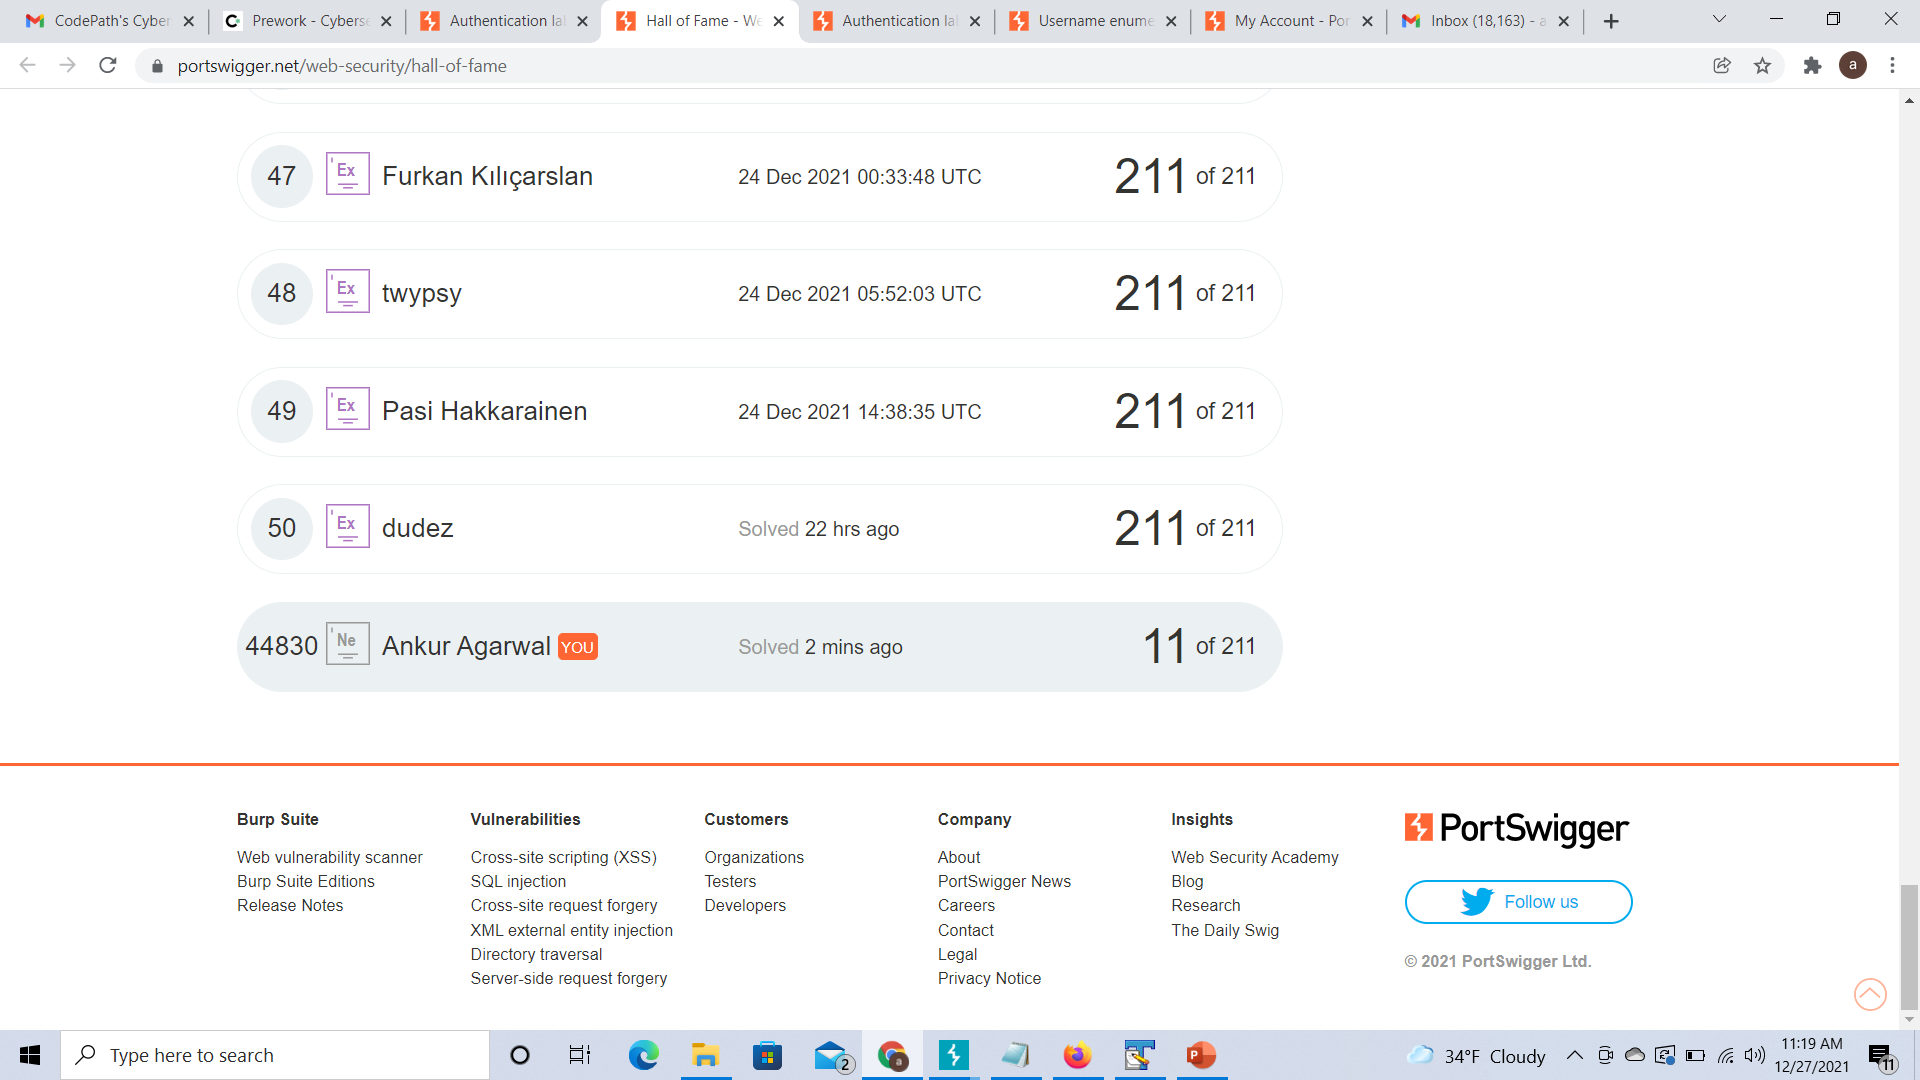 CodePath's Cyber
Prework - Cyberse
Authentication la
Hall of Fame - We
Authentication la
Username enume
My Account - Por
Inbox (18,163) - a
portswigger.net/web-security/hall-of-fame
a
47 Ex Furkan Kılıçarslan 24 Dec 2021 00:33:48 UTC 211 of 211
48 Ex twypsy 24 Dec 2021 05:52:03 UTC 211 of 211
49 Ex Pasi Hakkarainen 24 Dec 2021 14:38:35 UTC 211 of 211
50 Ex dudez Solved 22 hrs ago 211 of 211
44830 Ne Ankur Agarwal YOU Solved 2 mins ago 11 of 211
Burp Suite
Web vulnerability scanner
Burp Suite Editions
Release Notes
Vulnerabilities
Cross-site scripting (XSS)
SQL injection
Cross-site request forgery
XML external entity injection
Directory traversal
Server-side request forgery
Customers
Organizations
Testers
Developers
Company
About
PortSwigger News
Careers
Contact
Legal
Privacy Notice
Insights
Web Security Academy
Blog
Research
The Daily Swig
PortSwigger
Follow us
© 2021 PortSwigger Ltd.
Type here to search
2
a
P
34°F Cloudy
11:19 AM
12/27/2021
11